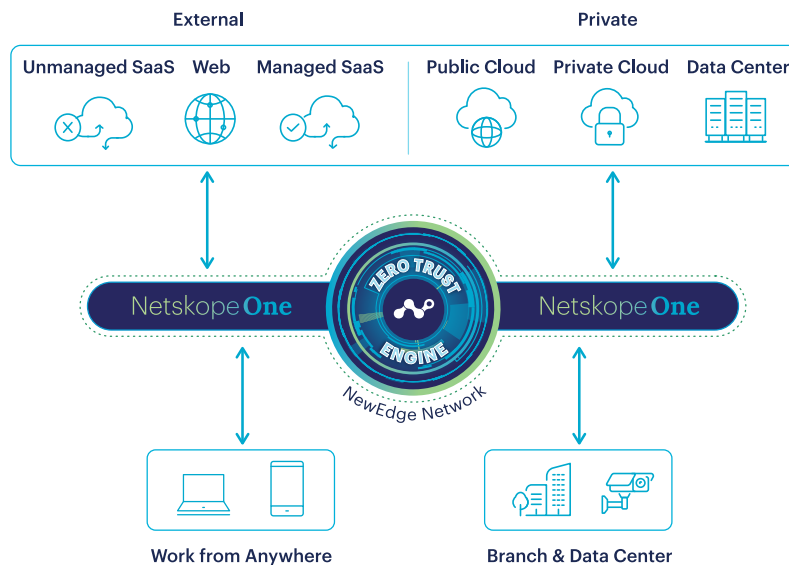 External
Private
Unmanaged SaaS
Web
Managed SaaS
Public Cloud
Private Cloud
Data Center
Netskope One
ZERO TRUST
ENGINE
Netskope One
NewEdge Network
Work from Anywhere
Branch & Data Center